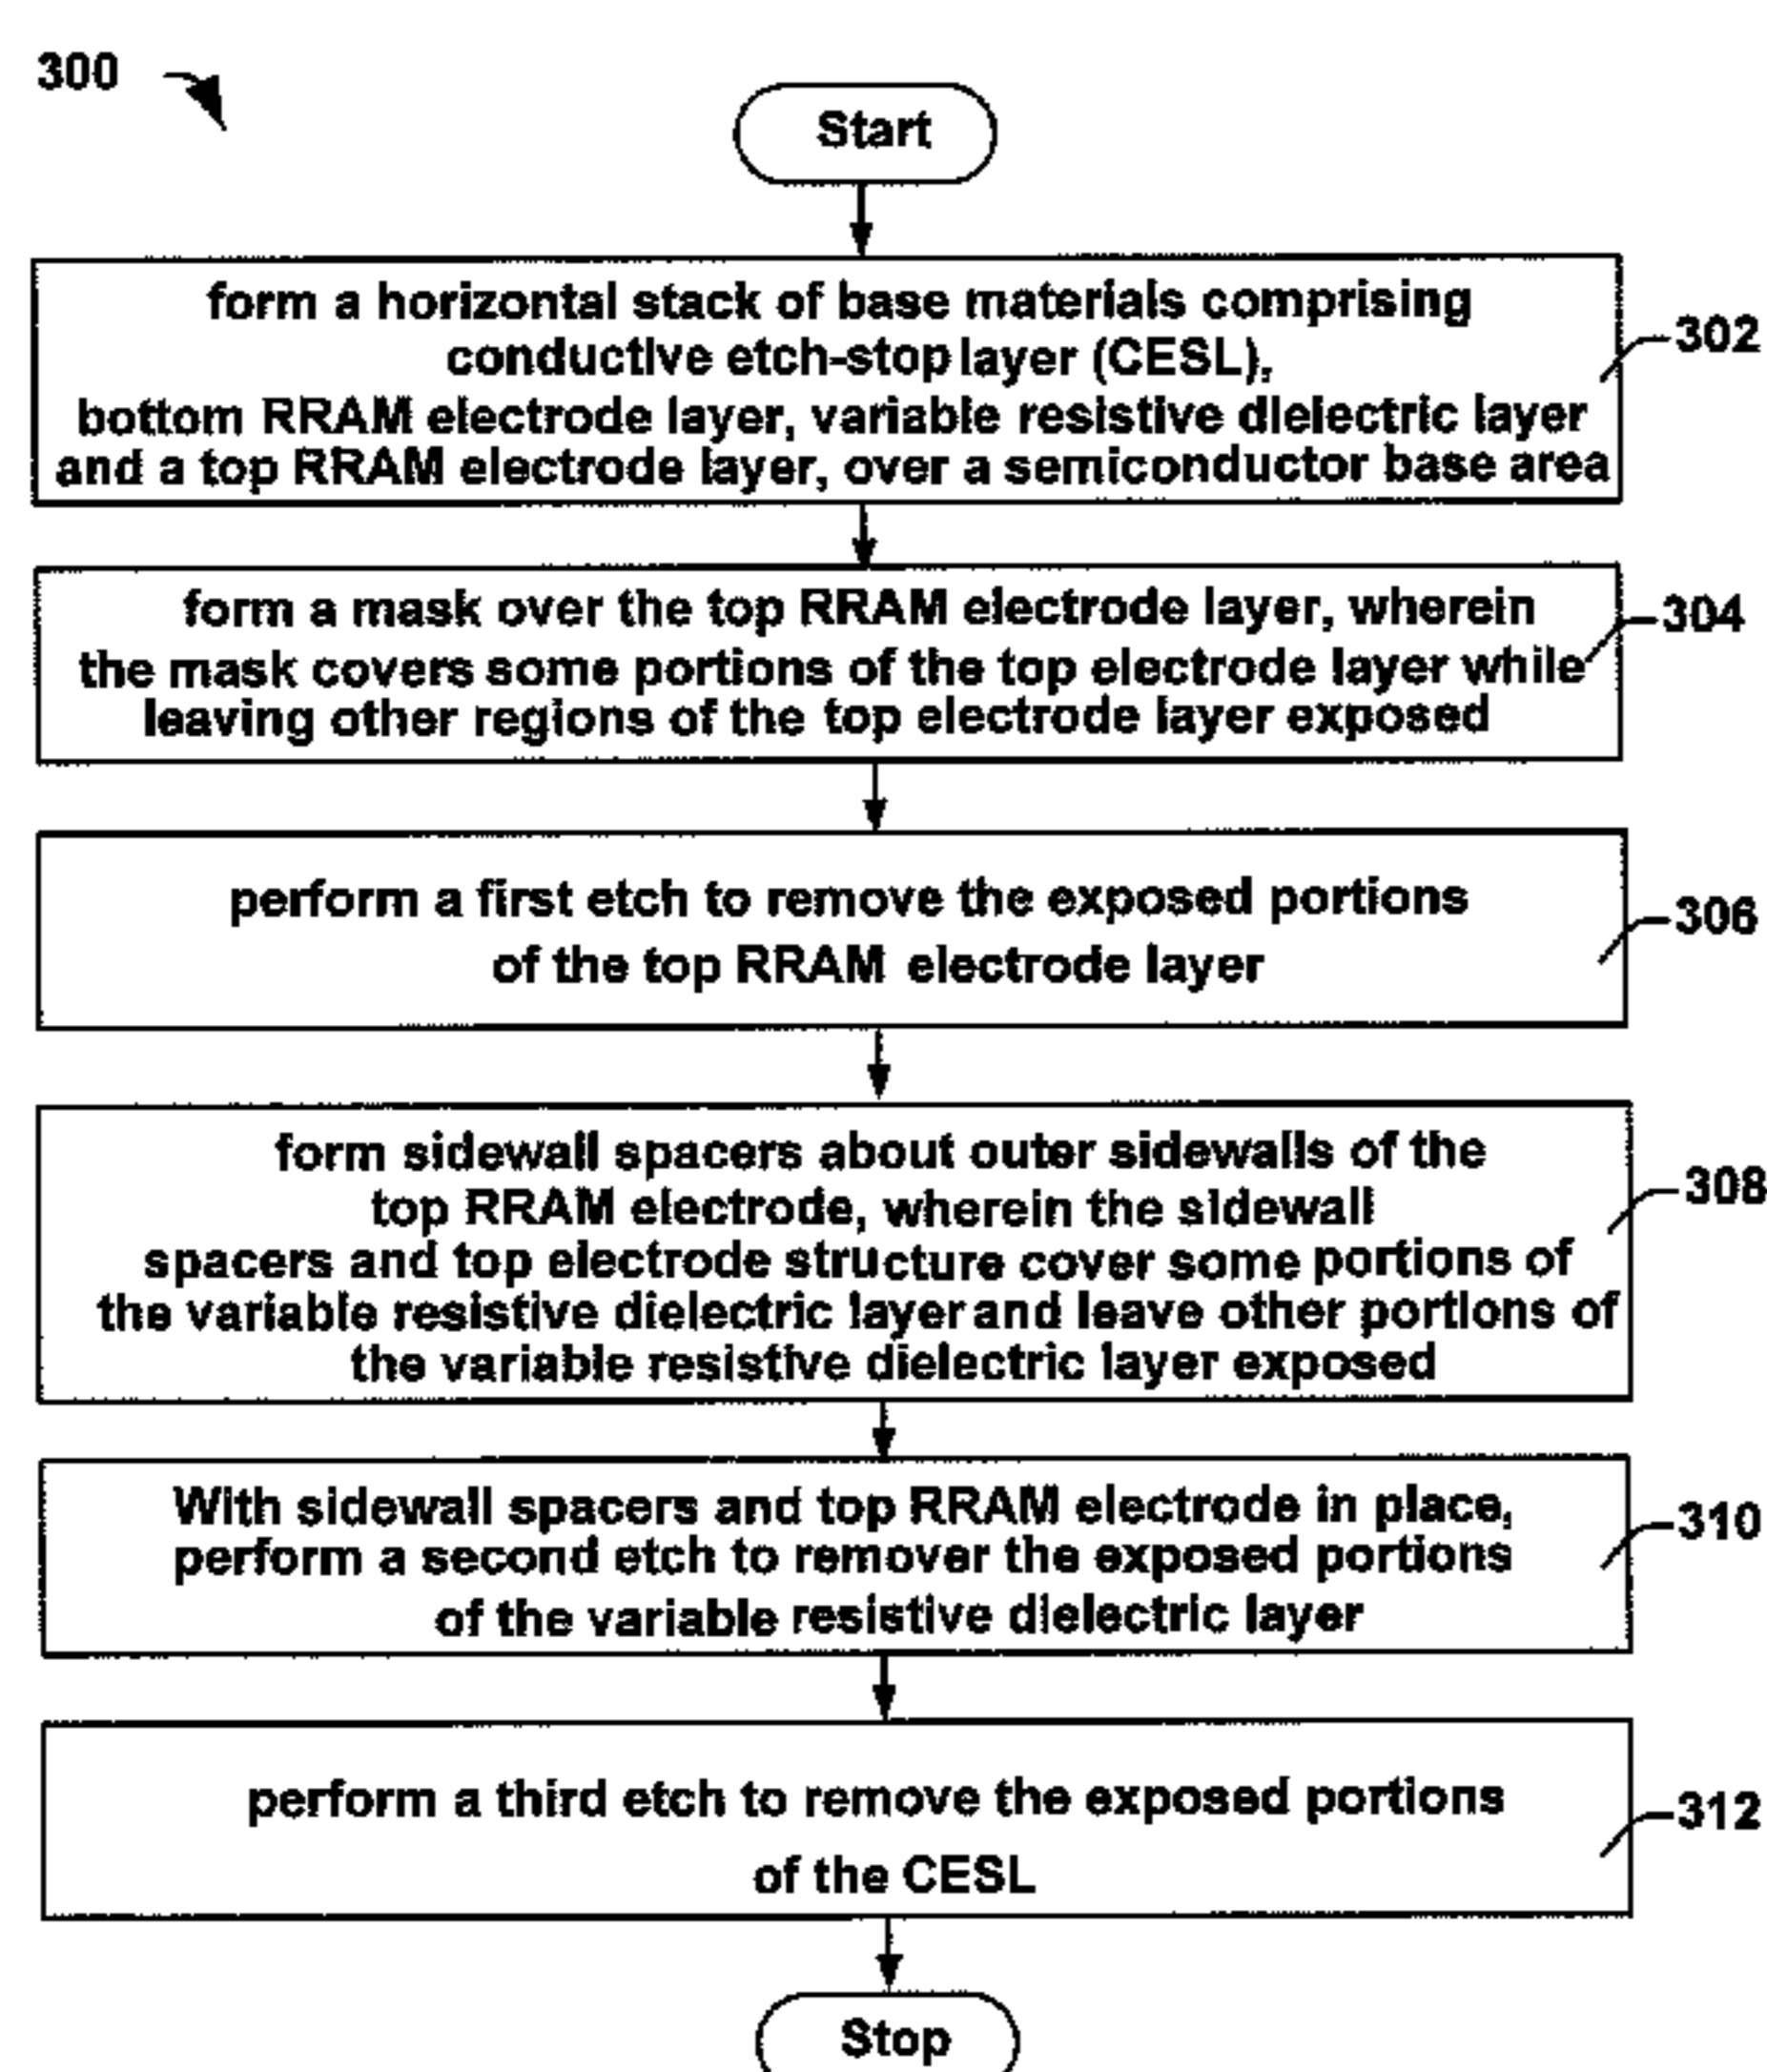 300
Start
form a horizontal stack of base materials comprising
conductive etch-stop layer (CESL),
bottom RRAM electrode layer, variable resistive dielectric layer
and a top RRAM electrode layer, over a semiconductor base area
302
form a mask over the top RRAM electrode layer, wherein
the mask covers some portions of the top electrode layer while
leaving other regions of the top electrode layer exposed
304
perform a first etch to remove the exposed portions
of the top RRAM electrode layer
306
form sidewall spacers about outer sidewalls of the
top RRAM electrode, wherein the sidewall
spacers and top electrode structure cover some portions of
the variable resistive dielectric layer and leave other portions of
the variable resistive dielectric layer exposed
308
With sidewall spacers and top RRAM electrode in place,
perform a second etch to remover the exposed portions
of the variable resistive dielectric layer
310
perform a third etch to remove the exposed portions
of the CESL
312
Stop